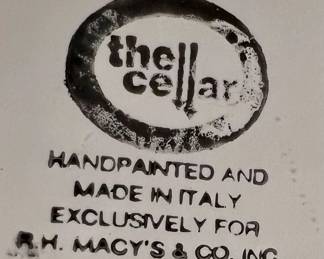 the
cellar
HANDPAINTED AND
MADE IN ITALY
EXCLUSIVELY FOR
R.H. MACY'S & CO. INC.